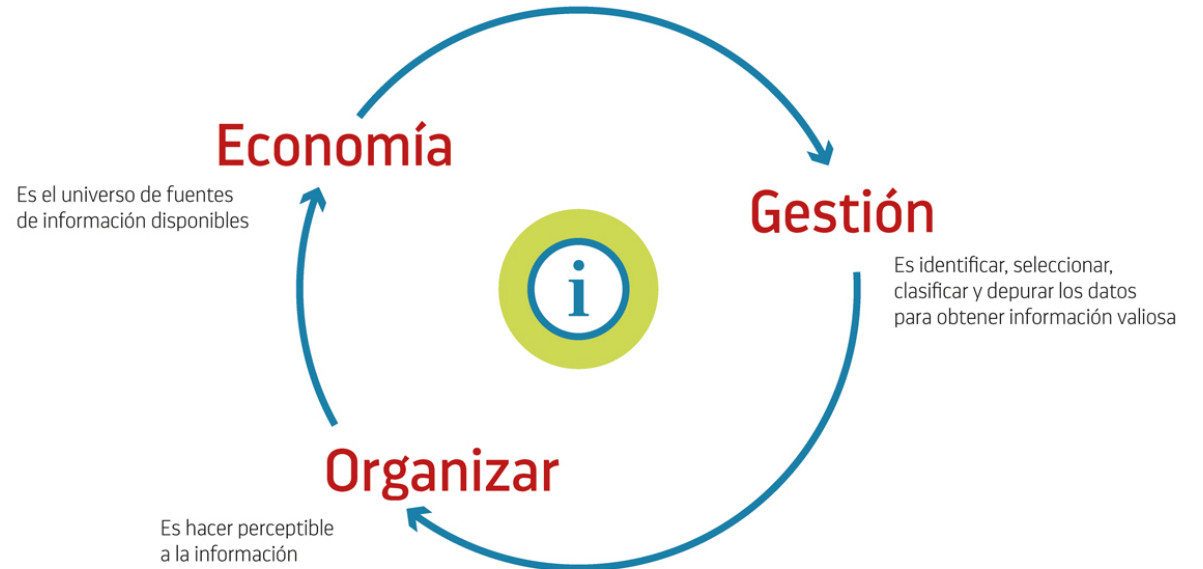 Economía
Es el universo de fuentes
de información disponibles
Gestión
Es identificar, seleccionar,
clasificar y depurar los datos
para obtener información valiosa
i
Organizar
Es hacer perceptible
a la información